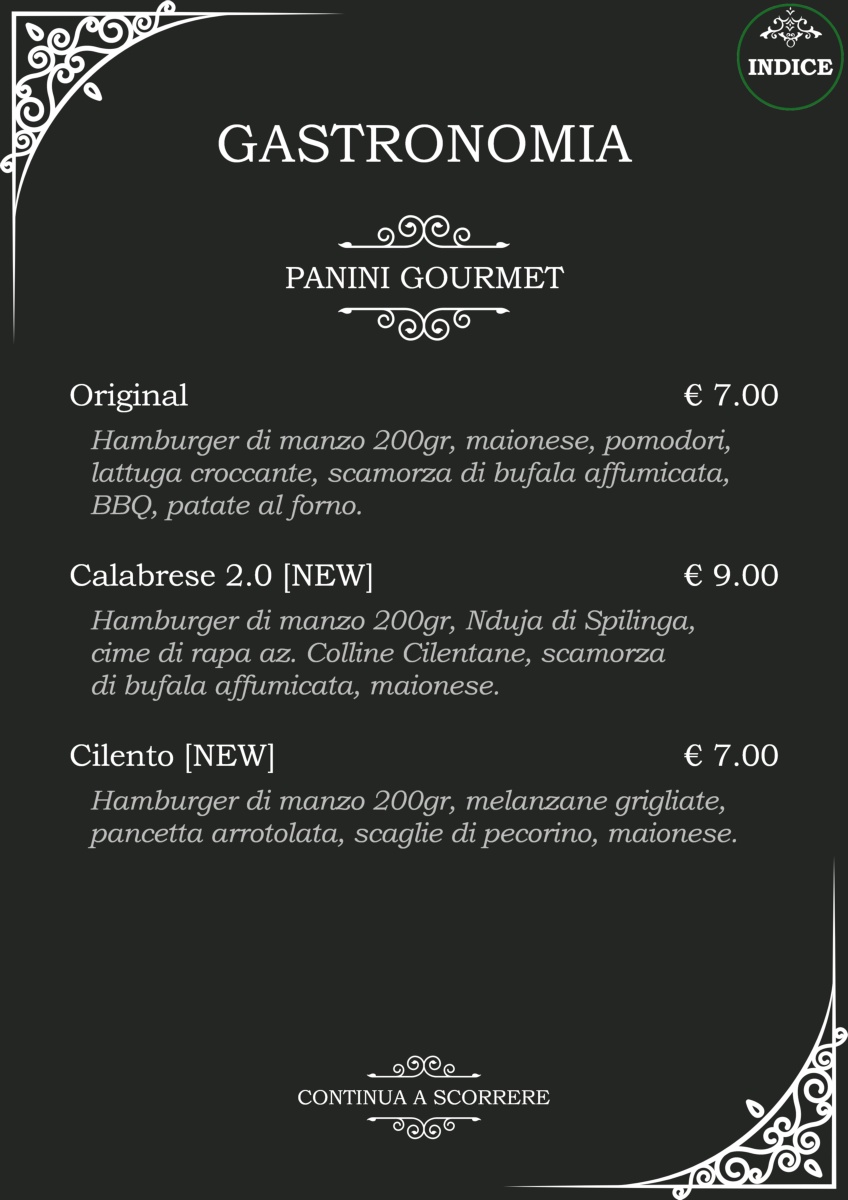 INDICE
GASTRONOMIA
PANINI GOURMET
Original € 7.00
Hamburger di manzo 200gr, maionese, pomodori,
lattuga croccante, scamorza di bufala affumicata,
BBQ, patate al forno.
Calabrese 2.0 [NEW] € 9.00
Hamburger di manzo 200gr, Nduja di Spilinga,
cime di rapa az. Colline Cilentane, scamorza
di bufala affumicata, maionese.
Cilento [NEW] € 7.00
Hamburger di manzo 200gr, melanzane grigliate,
pancetta arrotolata, scaglie di pecorino, maionese.
CONTINUA A SCORRERE